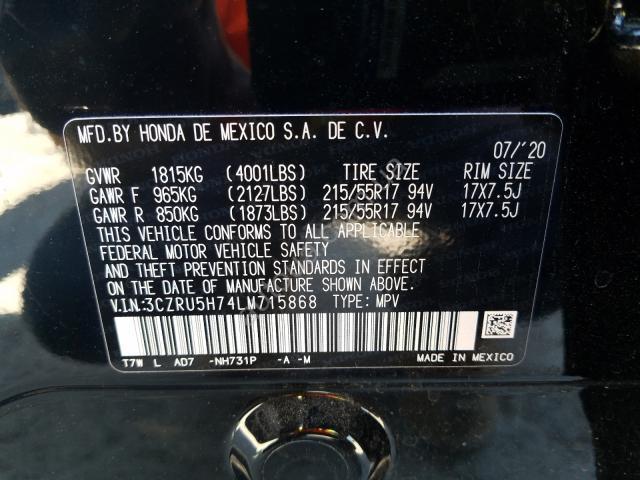 MFD.BY HONDA DE MEXICO S.A. DE C.V.
07/'20
GVWR 1815KG (4001LBS) TIRE SIZE RIM SIZE
GAWR F 965KG (2127LBS) 215/55R17 94V 17X7.5J
GAWR R 850KG (1873LBS) 215/55R17 94V 17X7.5J
THIS VEHICLE CONFORMS TO ALL APPLICABLE
FEDERAL MOTOR VEHICLE SAFETY
AND THEFT PREVENTION STANDARDS IN EFFECT
ON THE DATE OF MANUFACTURE SHOWN ABOVE.
V.I.N:3CZRU5H74LM715868 TYPE: MPV
T7W L AD7 -NH731P -A -M MADE IN MEXICO